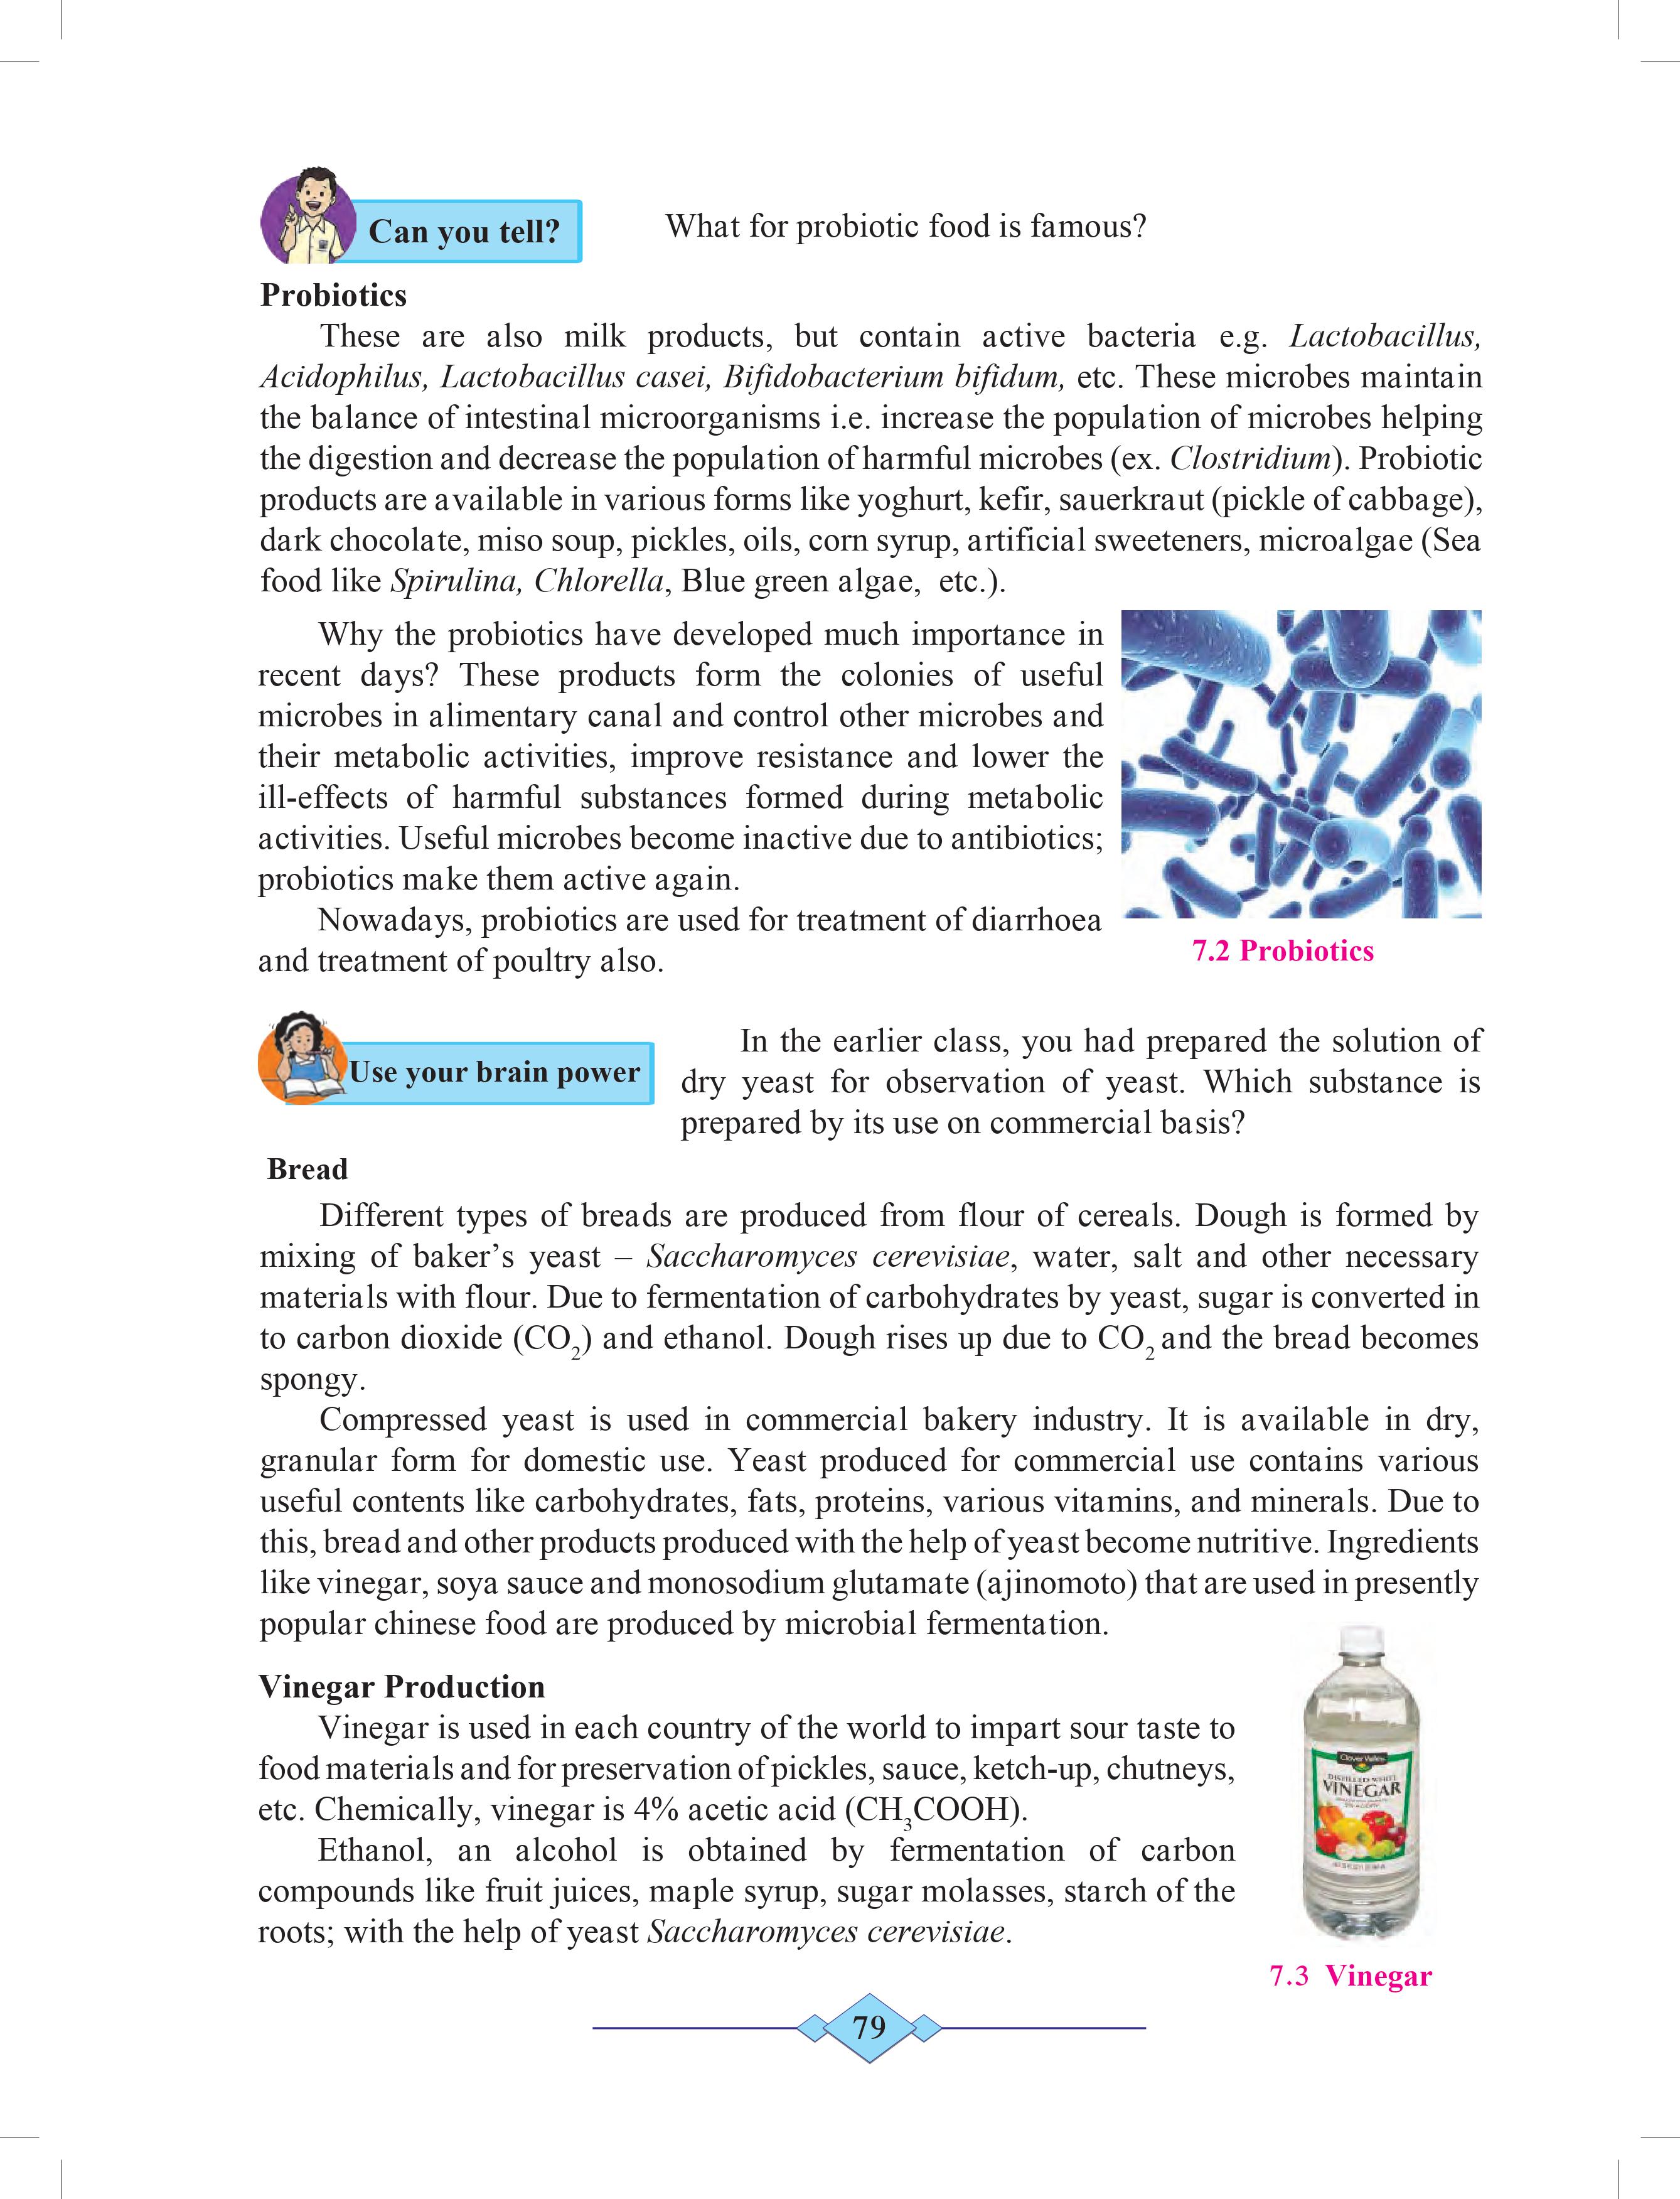 Can you tell?
What for probiotic food is famous?
Probiotics
These are also milk products, but contain active bacteria e.g. Lactobacillus,
Acidophilus, Lactobacillus casei, Bifidobacterium bifidum, etc. These microbes maintain
the balance of intestinal microorganisms i.e. increase the population of microbes helping
the digestion and decrease the population of harmful microbes (ex. Clostridium). Probiotic
products are available in various forms like yoghurt, kefir, sauerkraut (pickle of cabbage),
dark chocolate, miso soup, pickles, oils, corn syrup, artificial sweeteners, microalgae (Sea
food like Spirulina, Chlorella, Blue green algae, etc.).
Why the probiotics have developed much importance in
recent days? These products form the colonies of useful
microbes in alimentary canal and control other microbes and
their metabolic activities, improve resistance and lower the
ill-effects of harmful substances formed during metabolic
activities. Useful microbes become inactive due to antibiotics;
probiotics make them active again.
Nowadays, probiotics are used for treatment of diarrhoea
and treatment of poultry also.
7.2 Probiotics
Use your brain power
In the earlier class, you had prepared the solution of
dry yeast for observation of yeast. Which substance is
prepared by its use on commercial basis?
Bread
Different types of breads are produced from flour of cereals. Dough is formed by
mixing of baker’s yeast – Saccharomyces cerevisiae, water, salt and other necessary
materials with flour. Due to fermentation of carbohydrates by yeast, sugar is converted in
to carbon dioxide (CO₂) and ethanol. Dough rises up due to CO₂ and the bread becomes
spongy.
Compressed yeast is used in commercial bakery industry. It is available in dry,
granular form for domestic use. Yeast produced for commercial use contains various
useful contents like carbohydrates, fats, proteins, various vitamins, and minerals. Due to
this, bread and other products produced with the help of yeast become nutritive. Ingredients
like vinegar, soya sauce and monosodium glutamate (ajinomoto) that are used in presently
popular chinese food are produced by microbial fermentation.
Vinegar Production
Vinegar is used in each country of the world to impart sour taste to
food materials and for preservation of pickles, sauce, ketch-up, chutneys,
etc. Chemically, vinegar is 4% acetic acid (CH₃COOH).
Ethanol, an alcohol is obtained by fermentation of carbon
compounds like fruit juices, maple syrup, sugar molasses, starch of the
roots; with the help of yeast Saccharomyces cerevisiae.
Clover Valley
DISTILLED WHITE
VINEGAR
7.3 Vinegar
79